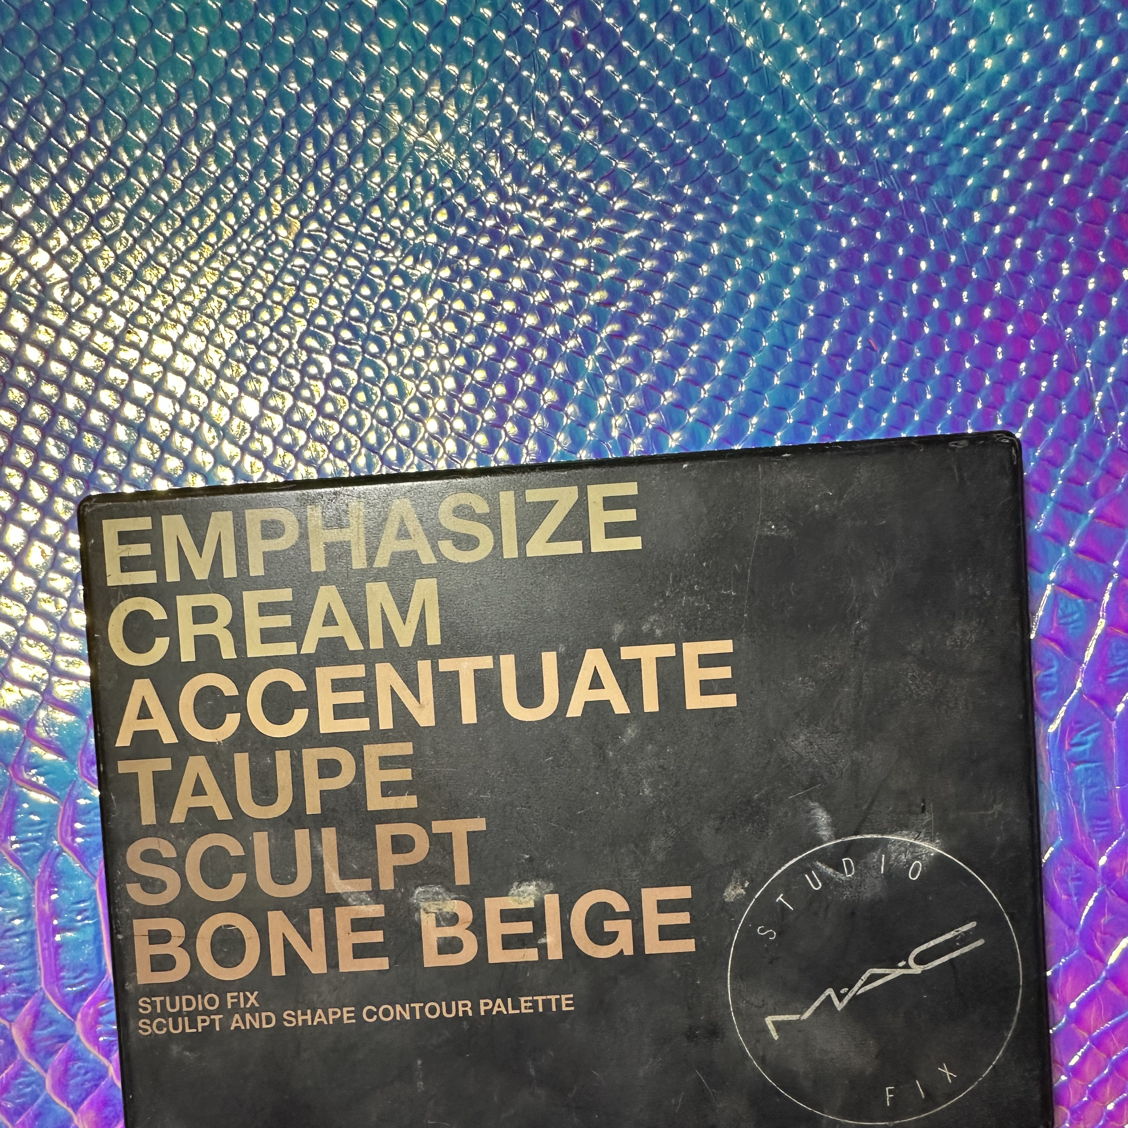 EMPHASIZE
CREAM
ACCENTUATE
TAUPE
SCULPT
BONE BEIGE
STUDIO FIX
SCULPT AND SHAPE CONTOUR PALETTE
STUDIO
MAC
FIX